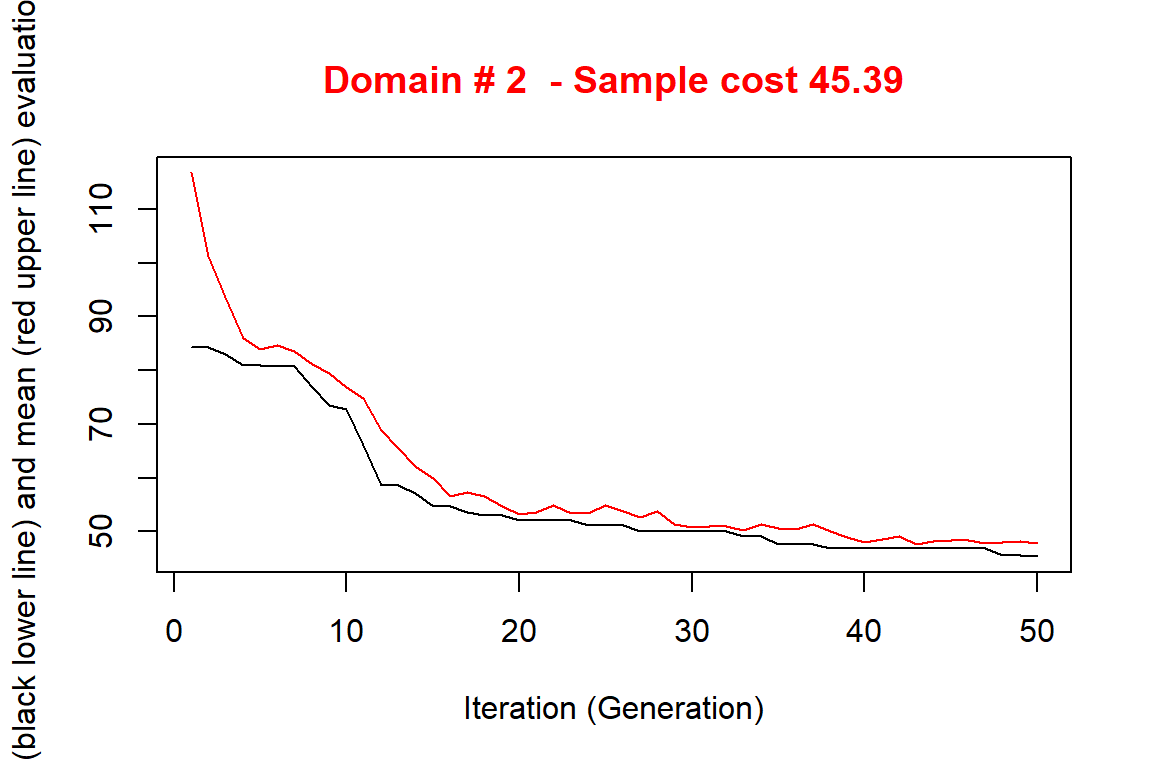 Domain # 2  - Sample cost 45.39
(black lower line) and mean (red upper line) evaluatio
110
90
70
50
0 10 20 30 40 50
Iteration (Generation)